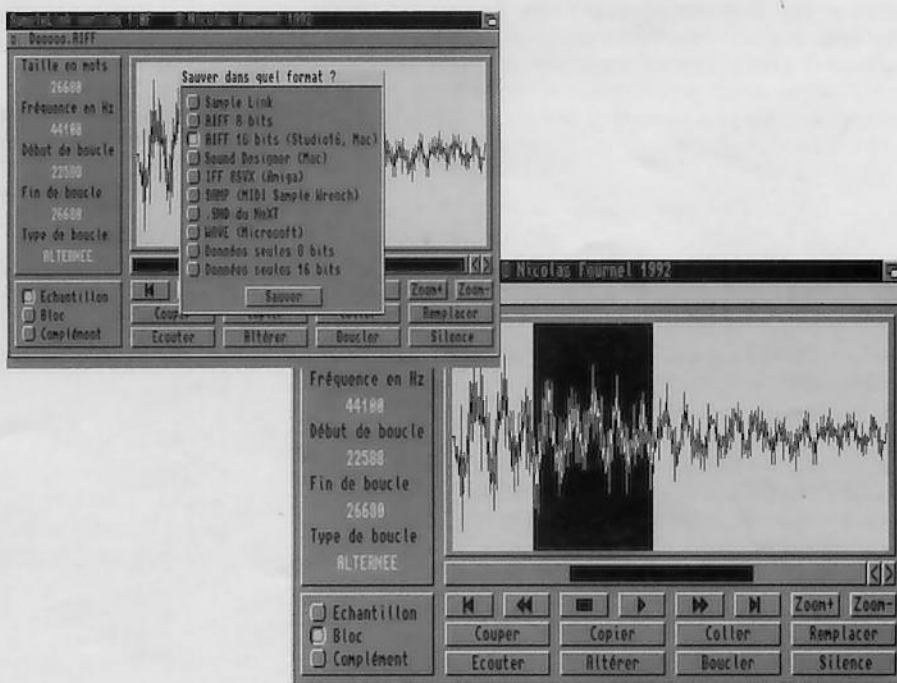 Nicolas Fournel 1992
Dooooo.AIFF
Taille en mots
26680
Fréquence en Hz
44100
Début de boucle
22500
Fin de boucle
26680
Type de boucle
ALTERNEE
Sauver dans quel format ?
Sample Link
AIFF 8 bits
AIFF 16 bits (Studio16, Mac)
Sound Designer (Mac)
IFF 8SVX (Amiga)
SAMP (MIDI Sample Wrench)
.SND du NeXT
WAVE (Microsoft)
Données seules 8 bits
Données seules 16 bits
Sauver
Echantillon
Bloc
Complément
Zoom+ Zoom-
Couper Copier Coller Remplacer
Ecouter Altérer Boucler Silence
Nicolas Fournel 1992
Fréquence en Hz
44100
Début de boucle
22500
Fin de boucle
26680
Type de boucle
ALTERNEE
Echantillon
Bloc
Complément
Zoom+ Zoom-
Couper Copier Coller Remplacer
Ecouter Altérer Boucler Silence